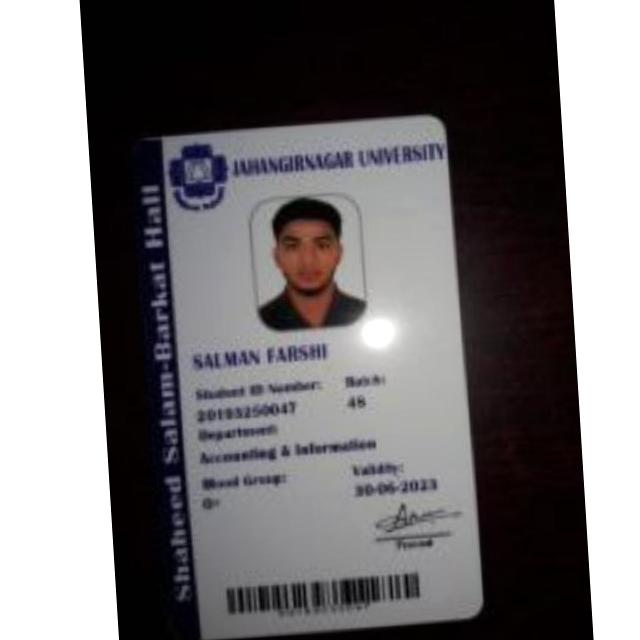 JAHANGIRNAGAR UNIVERSITY
Shaheed Salam-Barkat Hall
SALMAN FARSHI
Student ID Number:
Batch:
20193250047
48
Department:
Accounting & Information
Blood Group:
Validity:
O+
30-06-2023
Provost